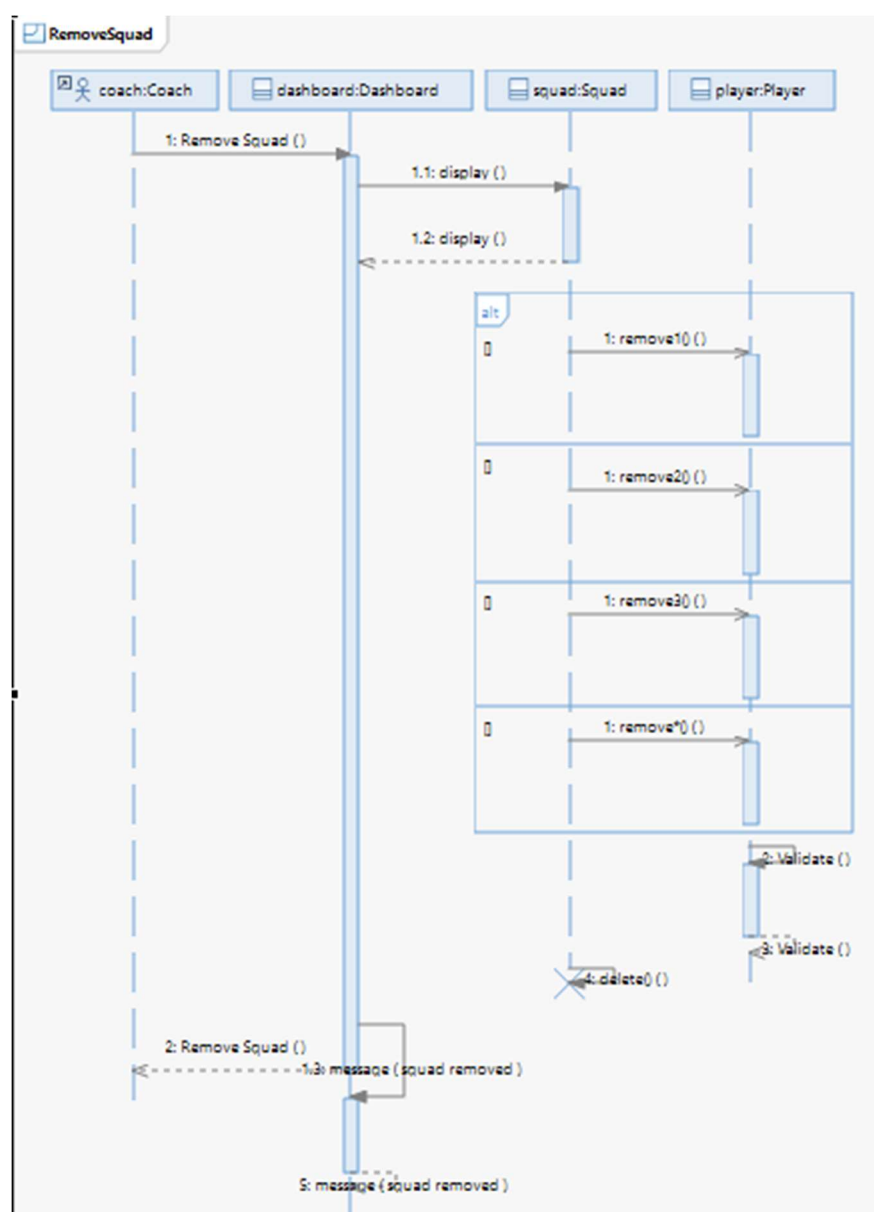 RemoveSquad
coach:Coach
dashboard:Dashboard
squad:Squad
player:Player
1: Remove Squad ( )
1.1: display ( )
1.2: display ( )
alt
[]
1: remove1() ( )
[]
1: remove2() ( )
[]
1: remove3() ( )
[]
1: remove*() ( )
2: Validate ( )
3: Validate ( )
4: delete() ( )
2: Remove Squad ( )
1.3: message ( squad removed )
5: message ( squad removed )